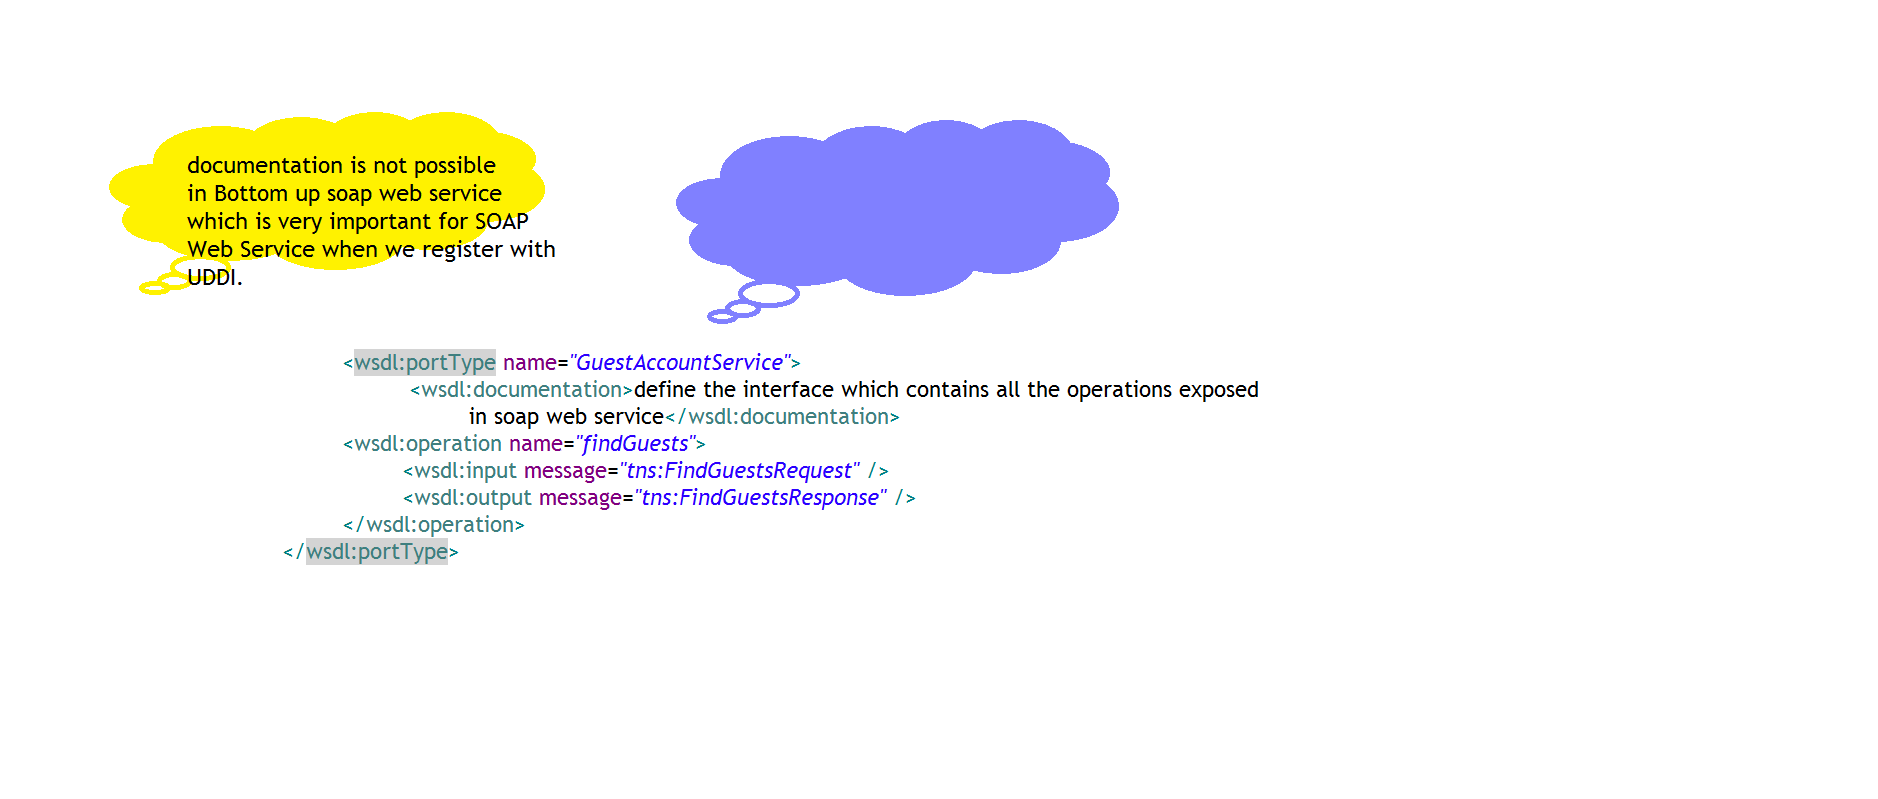 documentation is not possible
in Bottom up soap web service
which is very important for SOAP
Web Service when we register with
UDDI.
<wsdl:portType name="GuestAccountService">
<wsdl:documentation>define the interface which contains all the operations exposed
in soap web service</wsdl:documentation>
<wsdl:operation name="findGuests">
<wsdl:input message="tns:FindGuestsRequest" />
<wsdl:output message="tns:FindGuestsResponse" />
</wsdl:operation>
</wsdl:portType>